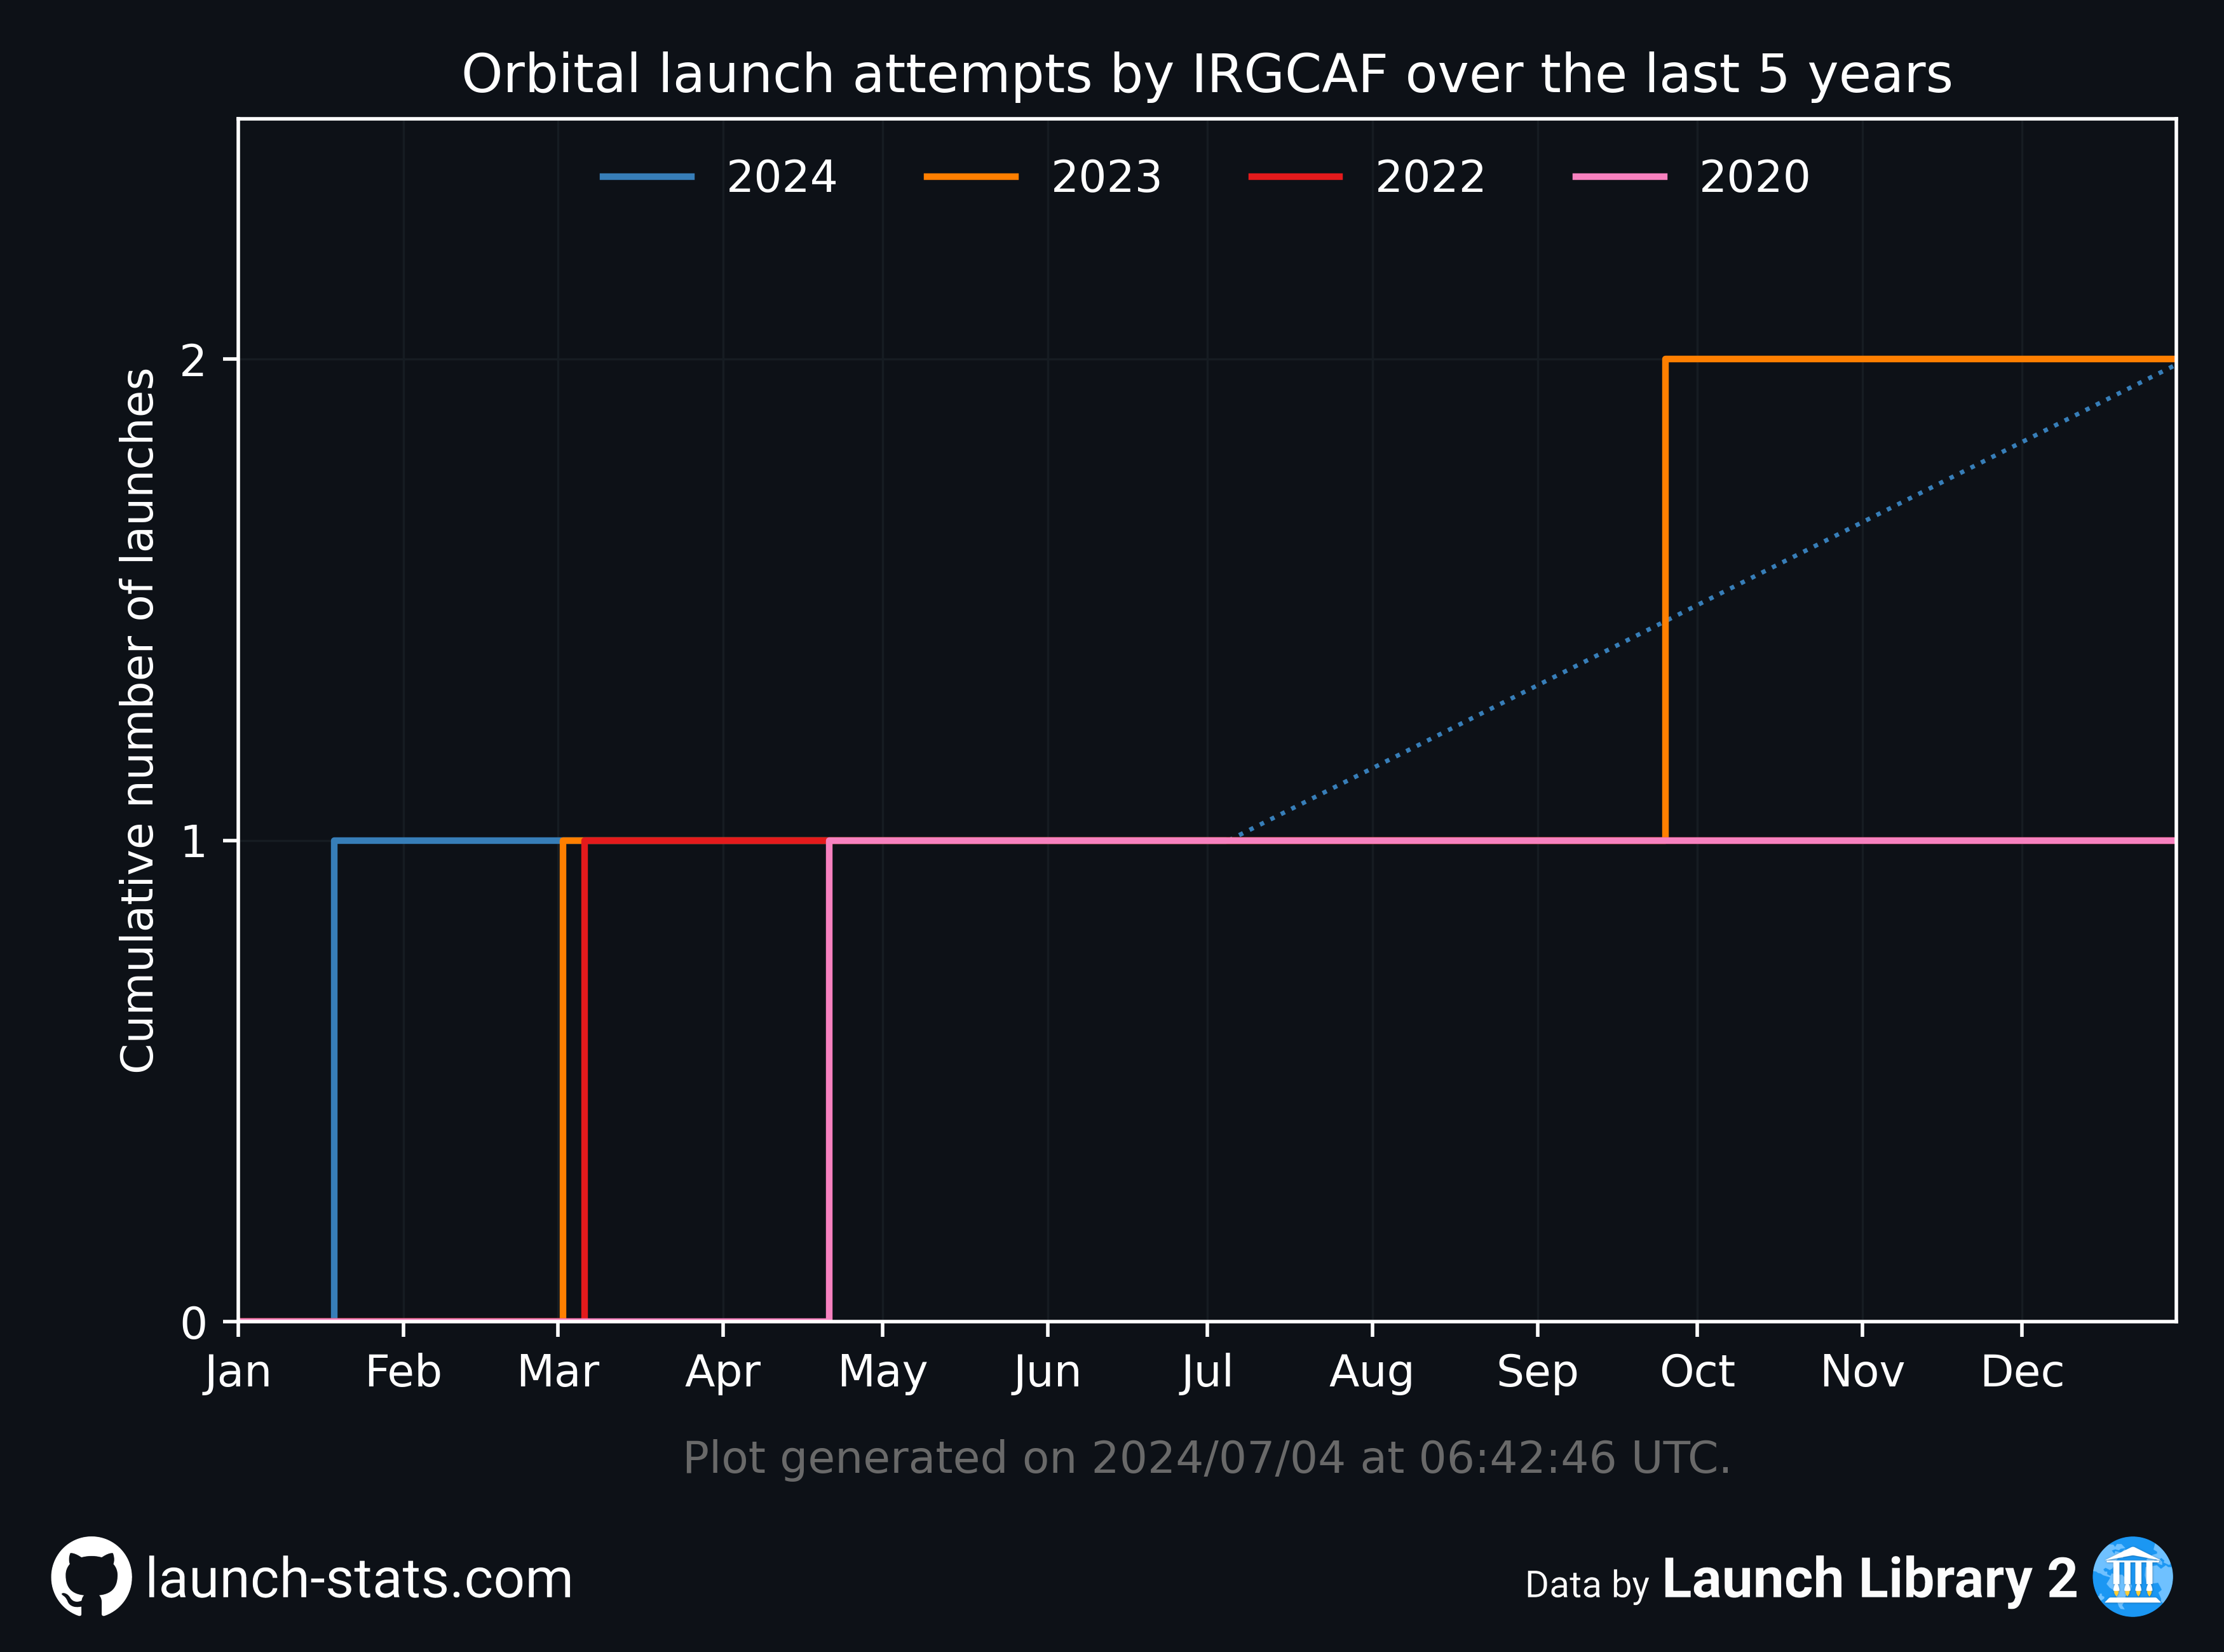 Orbital launch attempts by IRGCAF over the last 5 years
2024 2023 2022 2020
Cumulative number of launches
2
1
0
Jan Feb Mar Apr May Jun Jul Aug Sep Oct Nov Dec
Plot generated on 2024/07/04 at 06:42:46 UTC.
launch-stats.com
Data by Launch Library 2